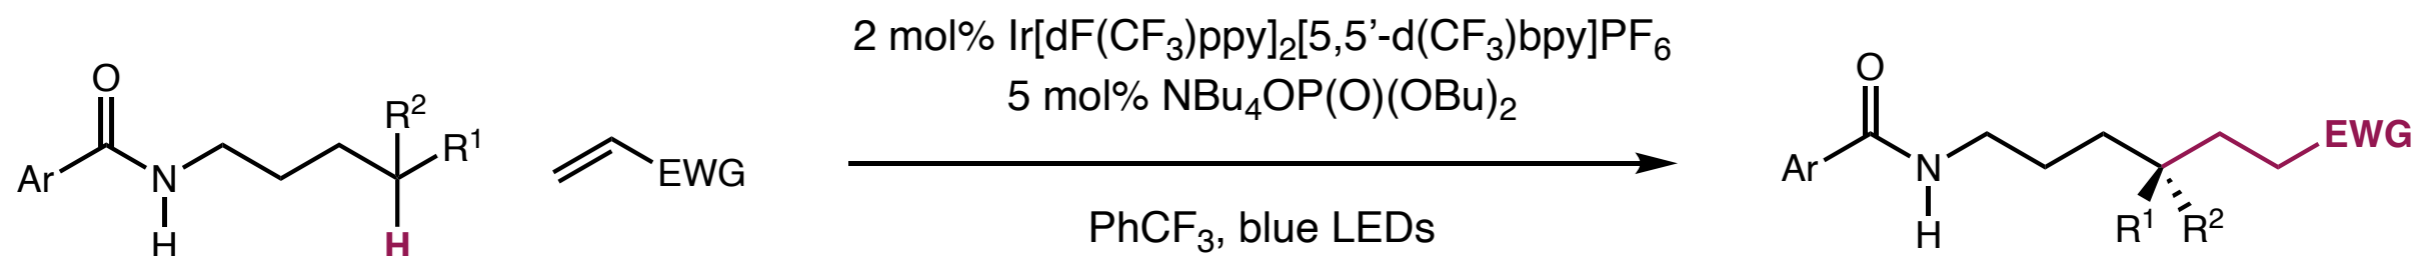 2 mol% Ir[dF(CF₃)ppy]₂[5,5’-d(CF₃)bpy]PF₆
5 mol% NBu₄OP(O)(OBu)₂
PhCF₃, blue LEDs
O
Ar
N
H
R²
R¹
H
EWG
O
Ar
N
H
R¹
R²
EWG